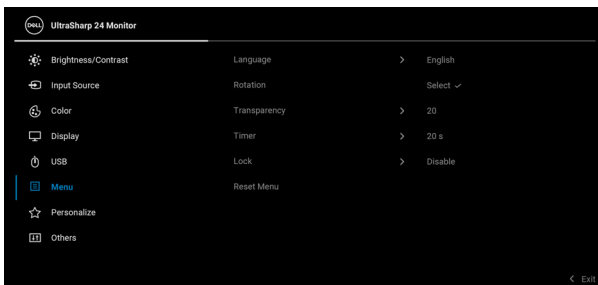 DELL UltraSharp 24 Monitor
Brightness/Contrast Language > English
Input Source Rotation Select ✓
Color Transparency > 20
Display Timer > 20 s
USB Lock > Disable
Menu Reset Menu
Personalize
Others
< Exit